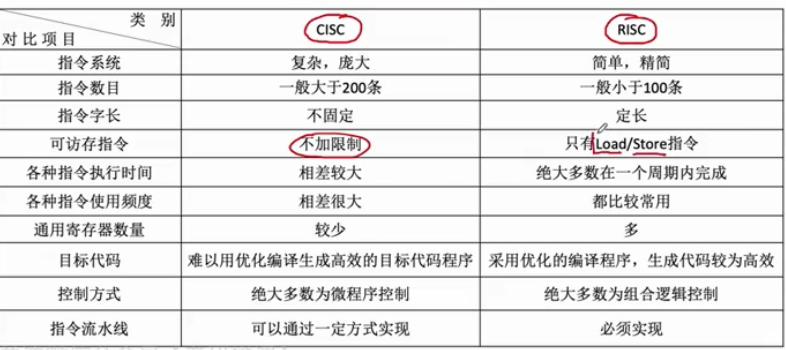 类 别
对比项目
CISC
RISC
指令系统 复杂，庞大 简单，精简
指令数目 一般大于200条 一般小于100条
指令字长 不固定 定长
可访存指令 不加限制 只有Load/Store指令
各种指令执行时间 相差较大 绝大多数在一个周期内完成
各种指令使用频度 相差很大 都比较常用
通用寄存器数量 较少 多
目标代码 难以用优化编译生成高效的目标代码程序 采用优化的编译程序，生成代码较为高效
控制方式 绝大多数为微程序控制 绝大多数为组合逻辑控制
指令流水线 可以通过一定方式实现 必须实现